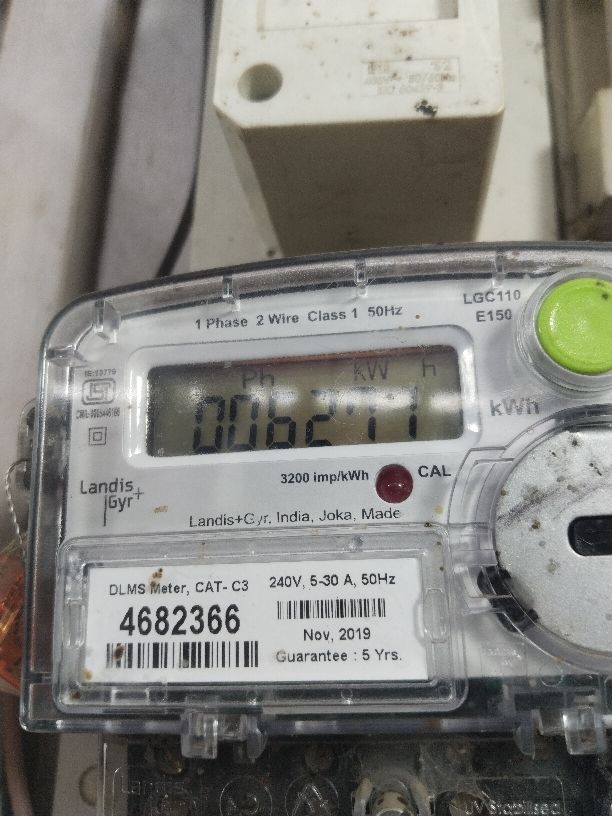 1 Phase 2 Wire Class 1 50Hz
LGC110
E150
Ph kW h
006271
kWh
3200 imp/kWh
CAL
Landis
Gyr+
Landis+Gyr, India, Joka, Made
DLMS Meter, CAT- C3
240V, 5-30 A, 50Hz
4682366
Nov, 2019
Guarantee : 5 Yrs.
Landis